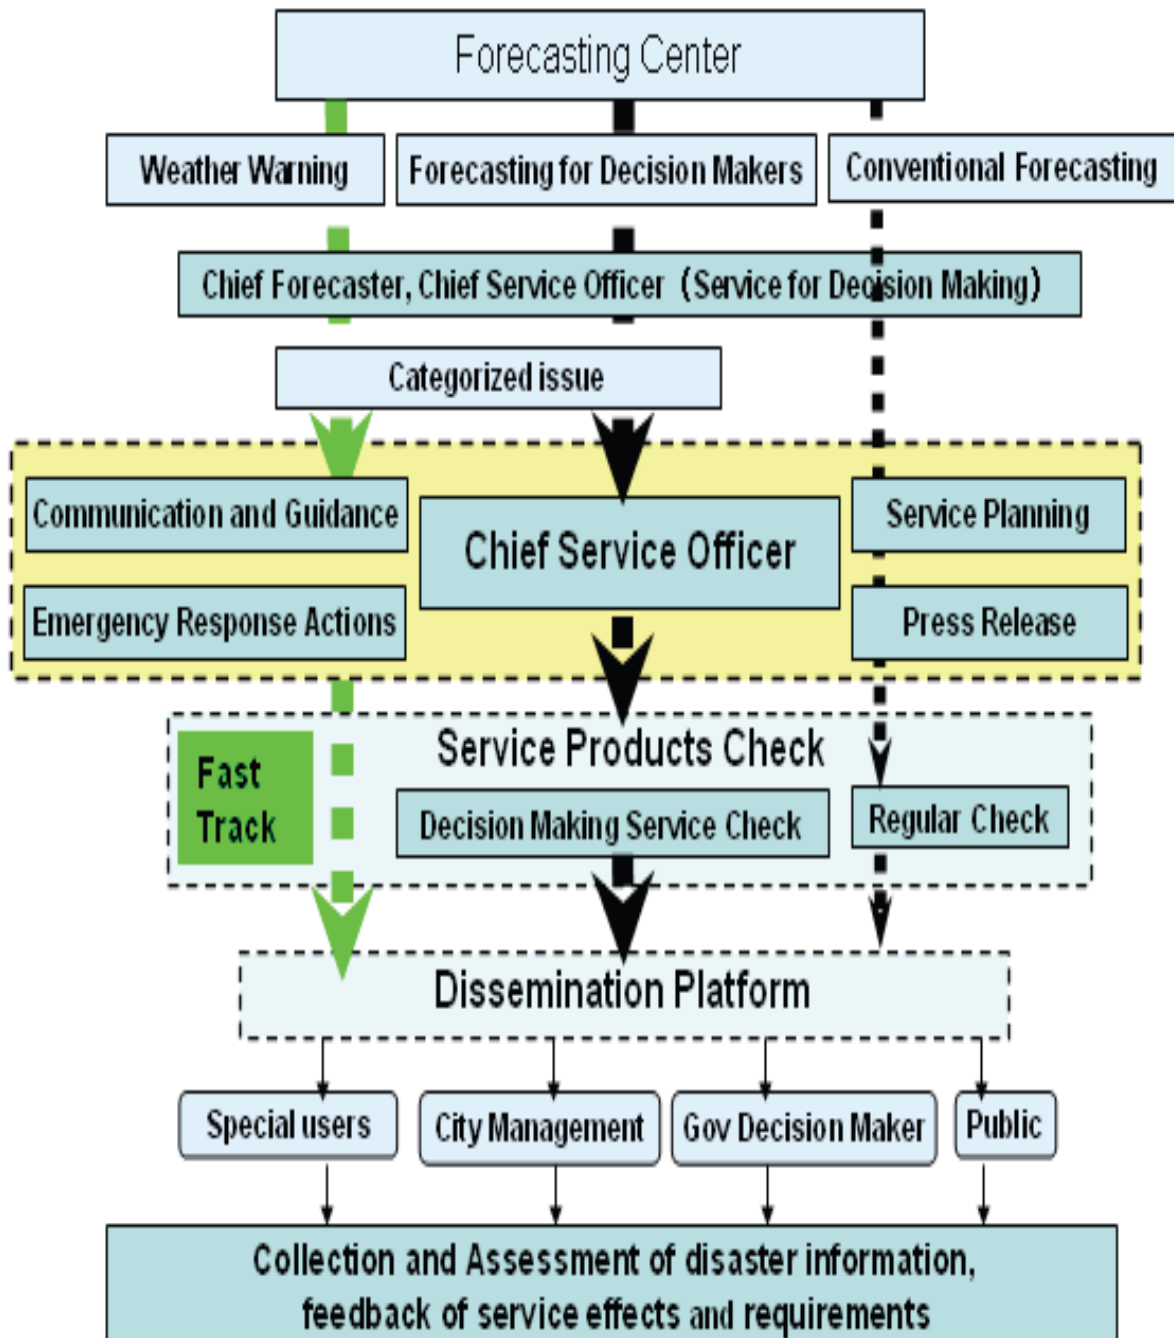 Forecasting Center
Weather Warning
Forecasting for Decision Makers
Conventional Forecasting
Chief Forecaster, Chief Service Officer (Service for Decision Making)
Categorized issue
Communication and Guidance
Chief Service Officer
Service Planning
Emergency Response Actions
Press Release
Service Products Check
Fast
Track
Decision Making Service Check
Regular Check
Dissemination Platform
Special users
City Management
Gov Decision Maker
Public
Collection and Assessment of disaster information,
feedback of service effects and requirements